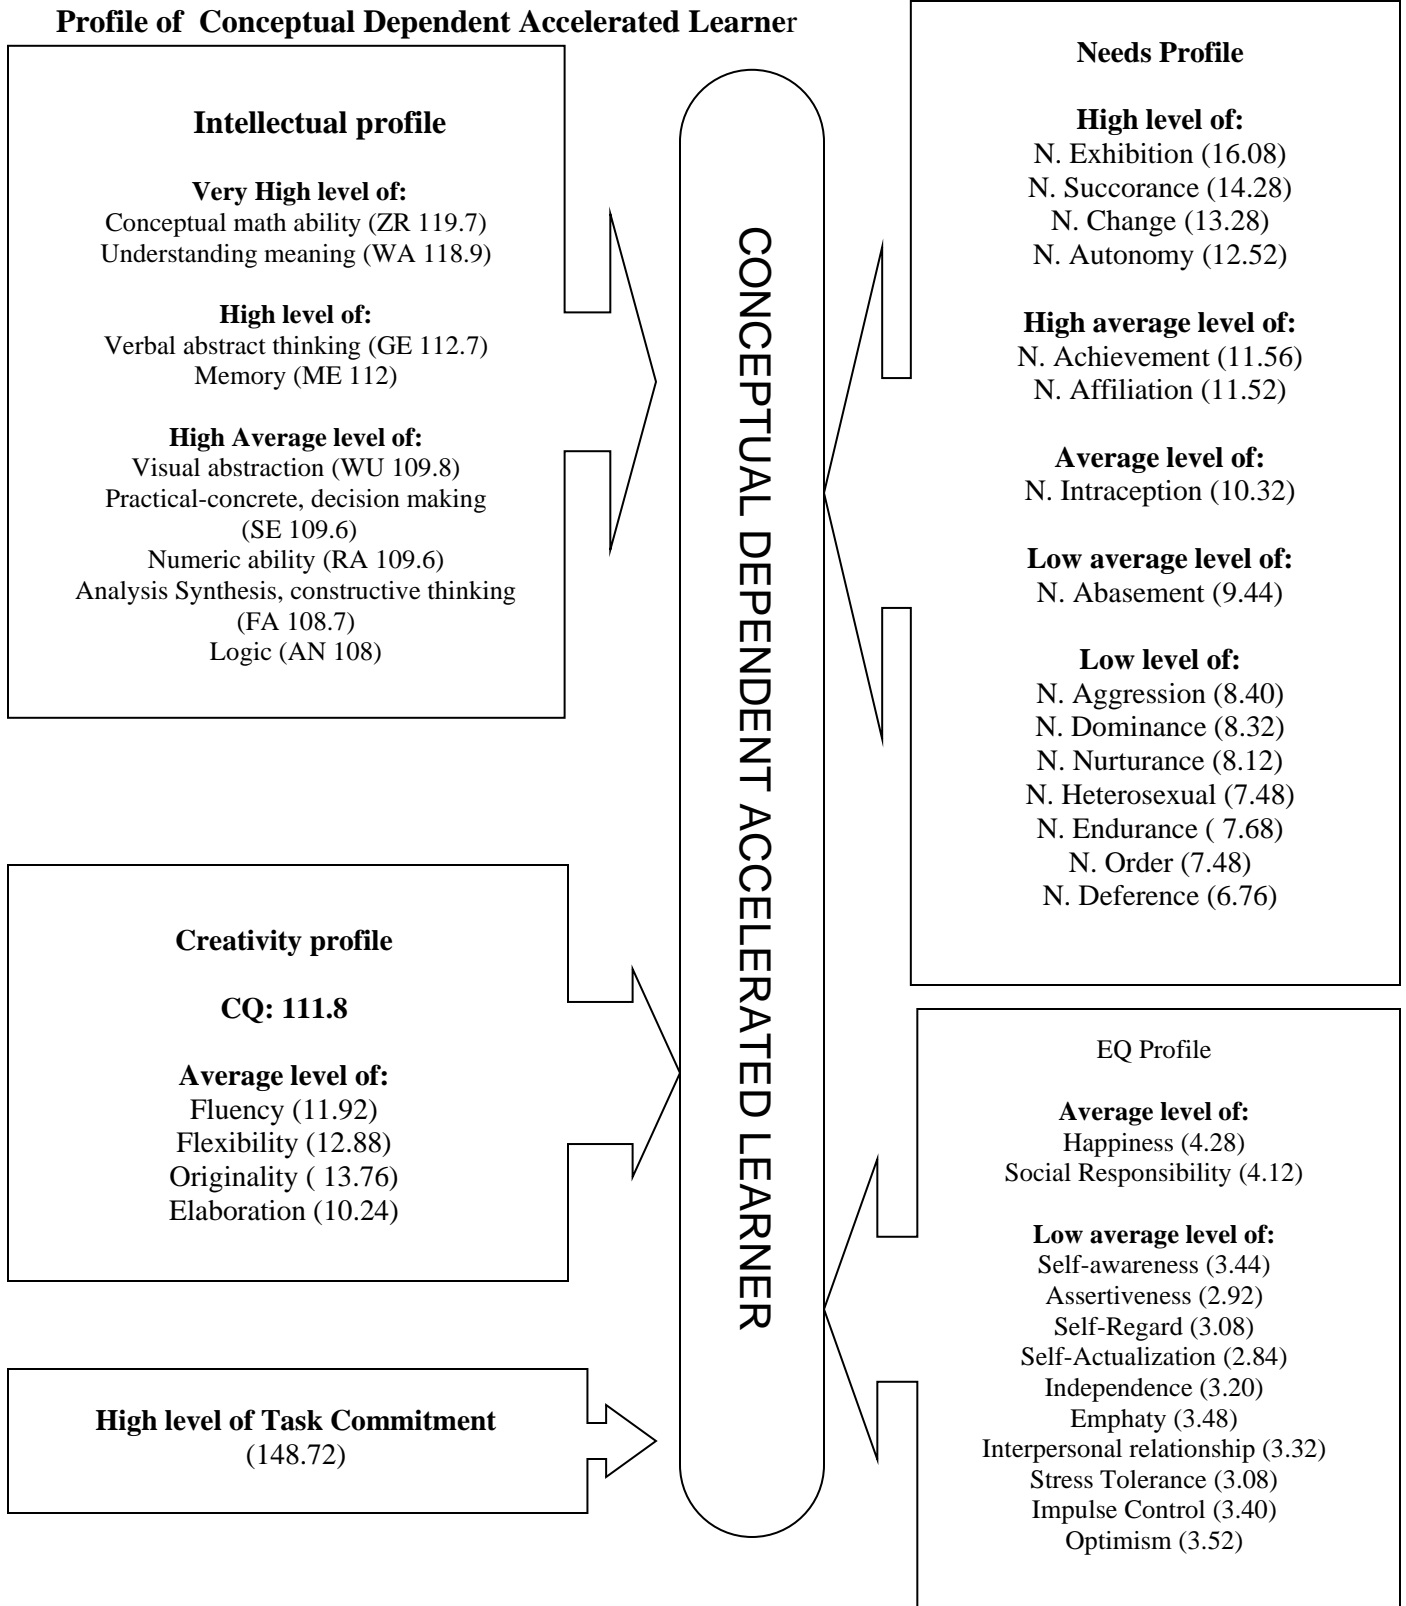 Profile of Conceptual Dependent Accelerated Learner
Intellectual profile
Very High level of:
Conceptual math ability (ZR 119.7)
Understanding meaning (WA 118.9)
High level of:
Verbal abstract thinking (GE 112.7)
Memory (ME 112)
High Average level of:
Visual abstraction (WU 109.8)
Practical-concrete, decision making
(SE 109.6)
Numeric ability (RA 109.6)
Analysis Synthesis, constructive thinking
(FA 108.7)
Logic (AN 108)
Creativity profile
CQ: 111.8
Average level of:
Fluency (11.92)
Flexibility (12.88)
Originality ( 13.76)
Elaboration (10.24)
High level of Task Commitment
(148.72)
CONCEPTUAL DEPENDENT ACCELERATED LEARNER
Needs Profile
High level of:
N. Exhibition (16.08)
N. Succorance (14.28)
N. Change (13.28)
N. Autonomy (12.52)
High average level of:
N. Achievement (11.56)
N. Affiliation (11.52)
Average level of:
N. Intraception (10.32)
Low average level of:
N. Abasement (9.44)
Low level of:
N. Aggression (8.40)
N. Dominance (8.32)
N. Nurturance (8.12)
N. Heterosexual (7.48)
N. Endurance ( 7.68)
N. Order (7.48)
N. Deference (6.76)
EQ Profile
Average level of:
Happiness (4.28)
Social Responsibility (4.12)
Low average level of:
Self-awareness (3.44)
Assertiveness (2.92)
Self-Regard (3.08)
Self-Actualization (2.84)
Independence (3.20)
Emphaty (3.48)
Interpersonal relationship (3.32)
Stress Tolerance (3.08)
Impulse Control (3.40)
Optimism (3.52)